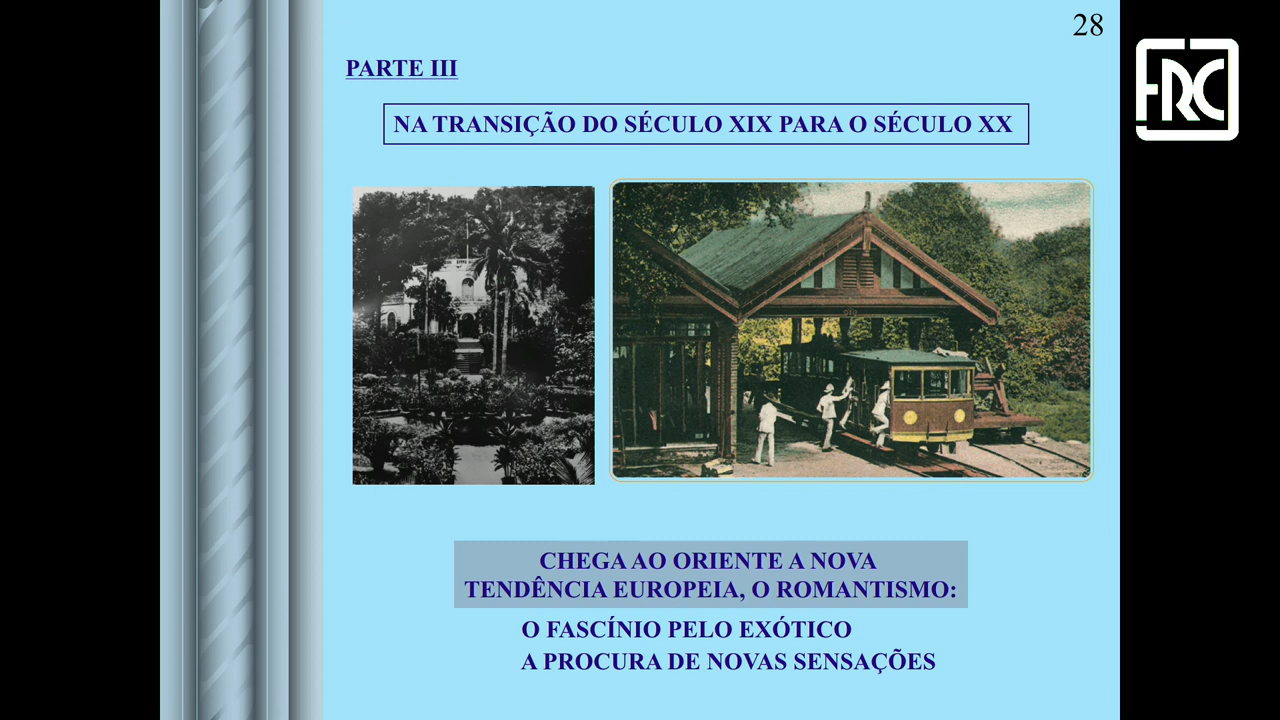 28
PARTE III
NA TRANSIÇÃO DO SÉCULO XIX PARA O SÉCULO XX
CHEGA AO ORIENTE A NOVA
TENDÊNCIA EUROPEIA, O ROMANTISMO:
O FASCÍNIO PELO EXÓTICO
A PROCURA DE NOVAS SENSAÇÕES
FRC